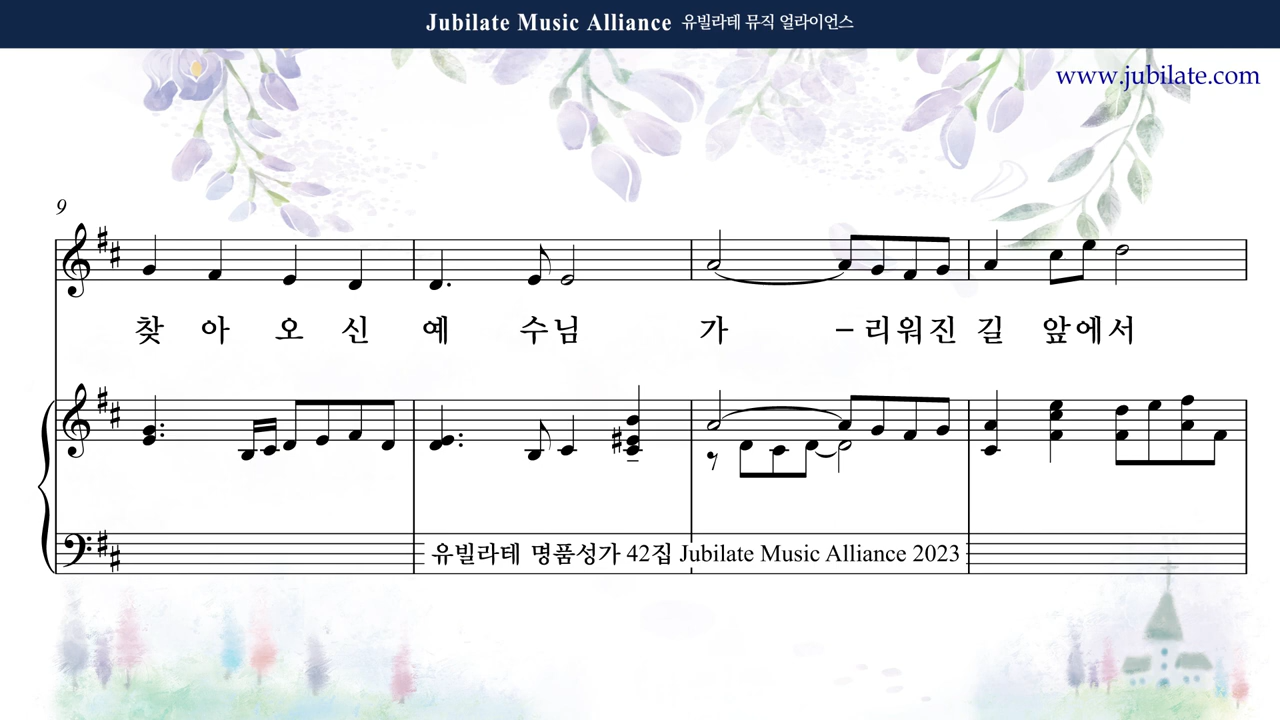 Jubilate Music Alliance 유빌라테 뮤직 얼라이언스
www.jubilate.com
9
찾 아 오 신 예 수님 가 – 리워진 길 앞에서
유빌라테 명품성가 42집 Jubilate Music Alliance 2023